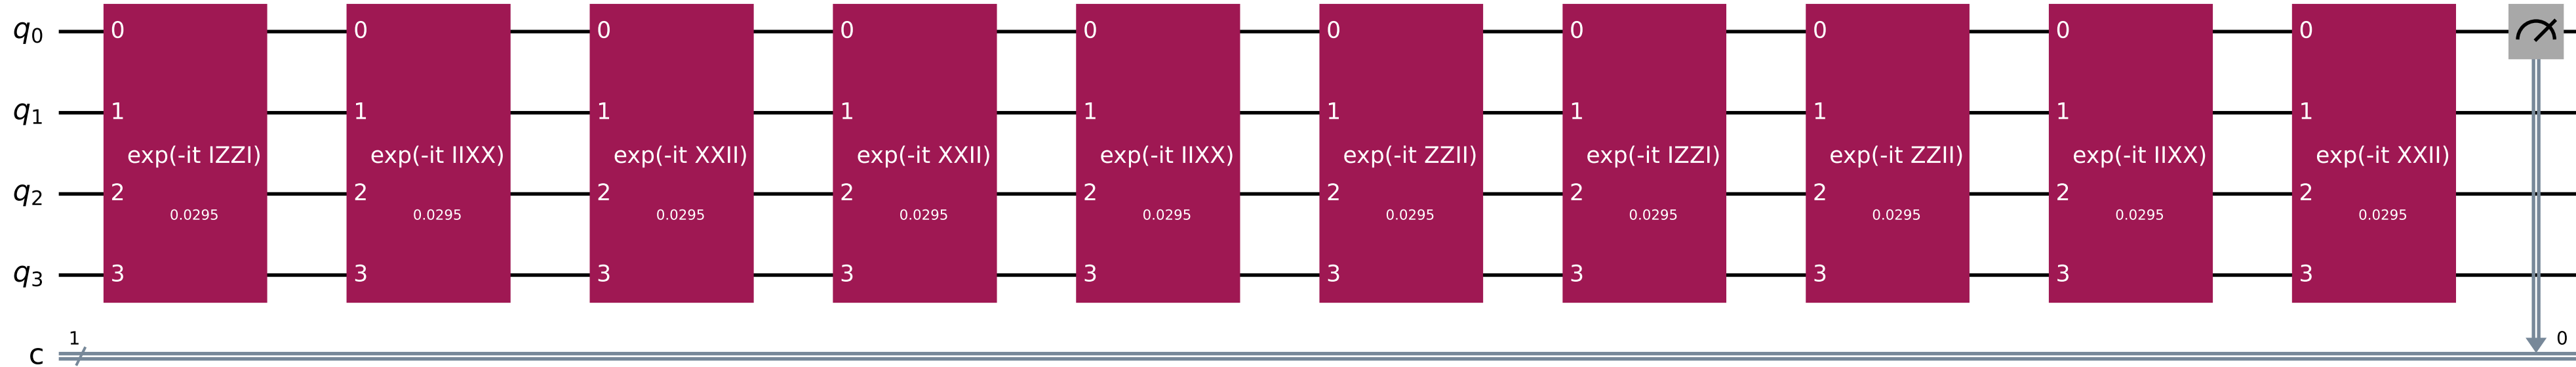 q0 0 0 0 0 0 0 0 0 0 0
q1 1 1 1 1 1 1 1 1 1 1
exp(-it IZZI) exp(-it IIXX) exp(-it XXII) exp(-it XXII) exp(-it IIXX) exp(-it ZZII) exp(-it IZZI) exp(-it ZZII) exp(-it IIXX) exp(-it XXII)
q2 2 2 2 2 2 2 2 2 2 2
0.0295 0.0295 0.0295 0.0295 0.0295 0.0295 0.0295 0.0295 0.0295 0.0295
q3 3 3 3 3 3 3 3 3 3 3
1 0
c